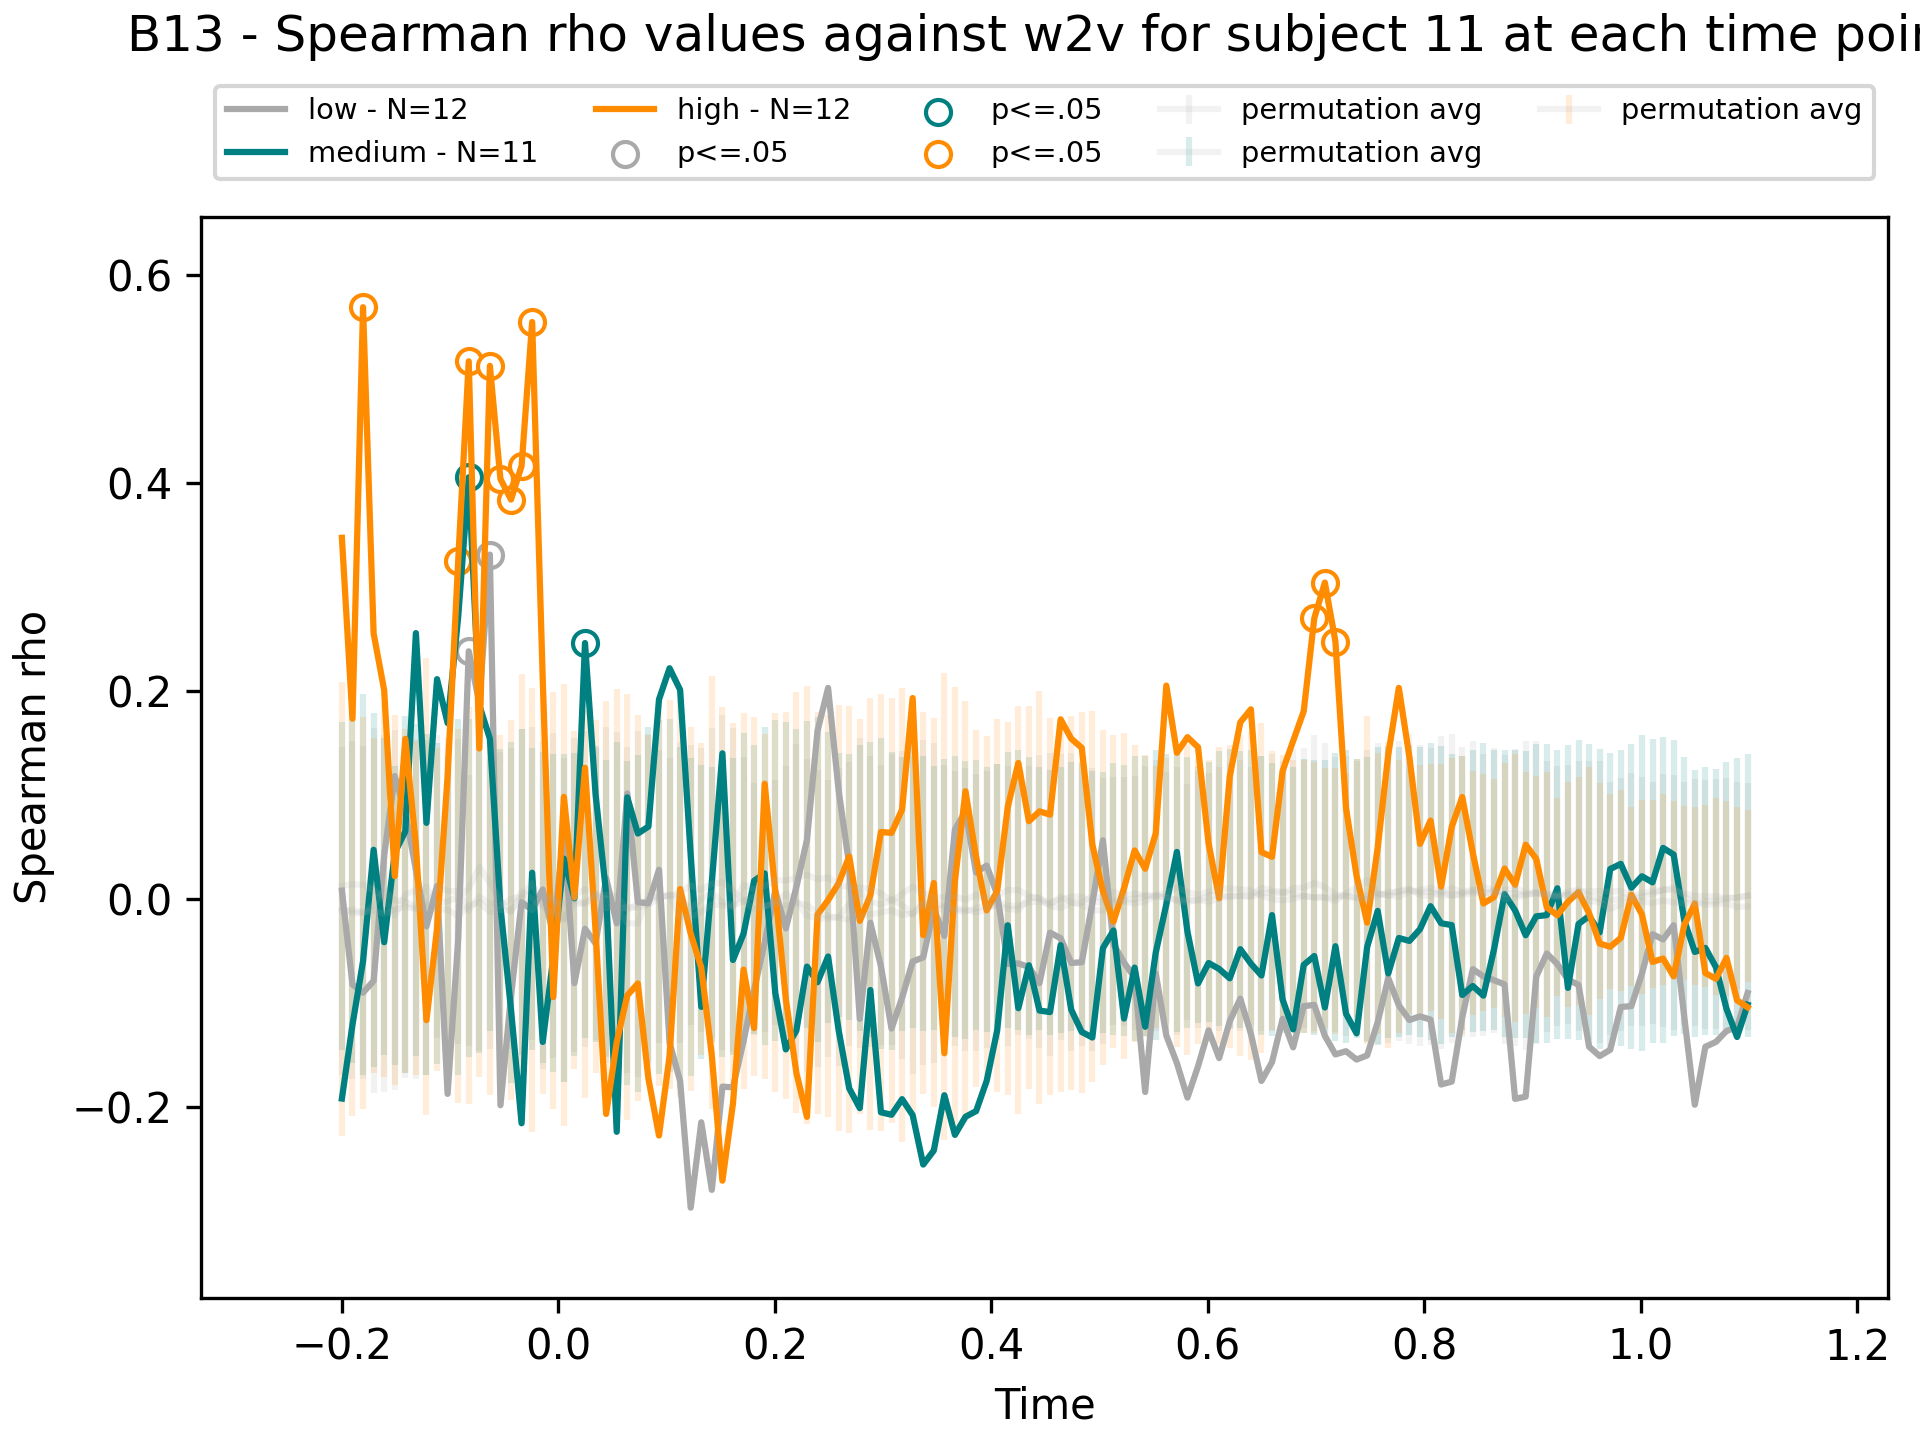 B13 - Spearman rho values against w2v for subject 11 at each time poi
low - N=12
medium - N=11
high - N=12
p<=.05
p<=.05
p<=.05
permutation avg
permutation avg
permutation avg
Spearman rho
0.6
0.4
0.2
0.0
−0.2
−0.2 0.0 0.2 0.4 0.6 0.8 1.0 1.2
Time